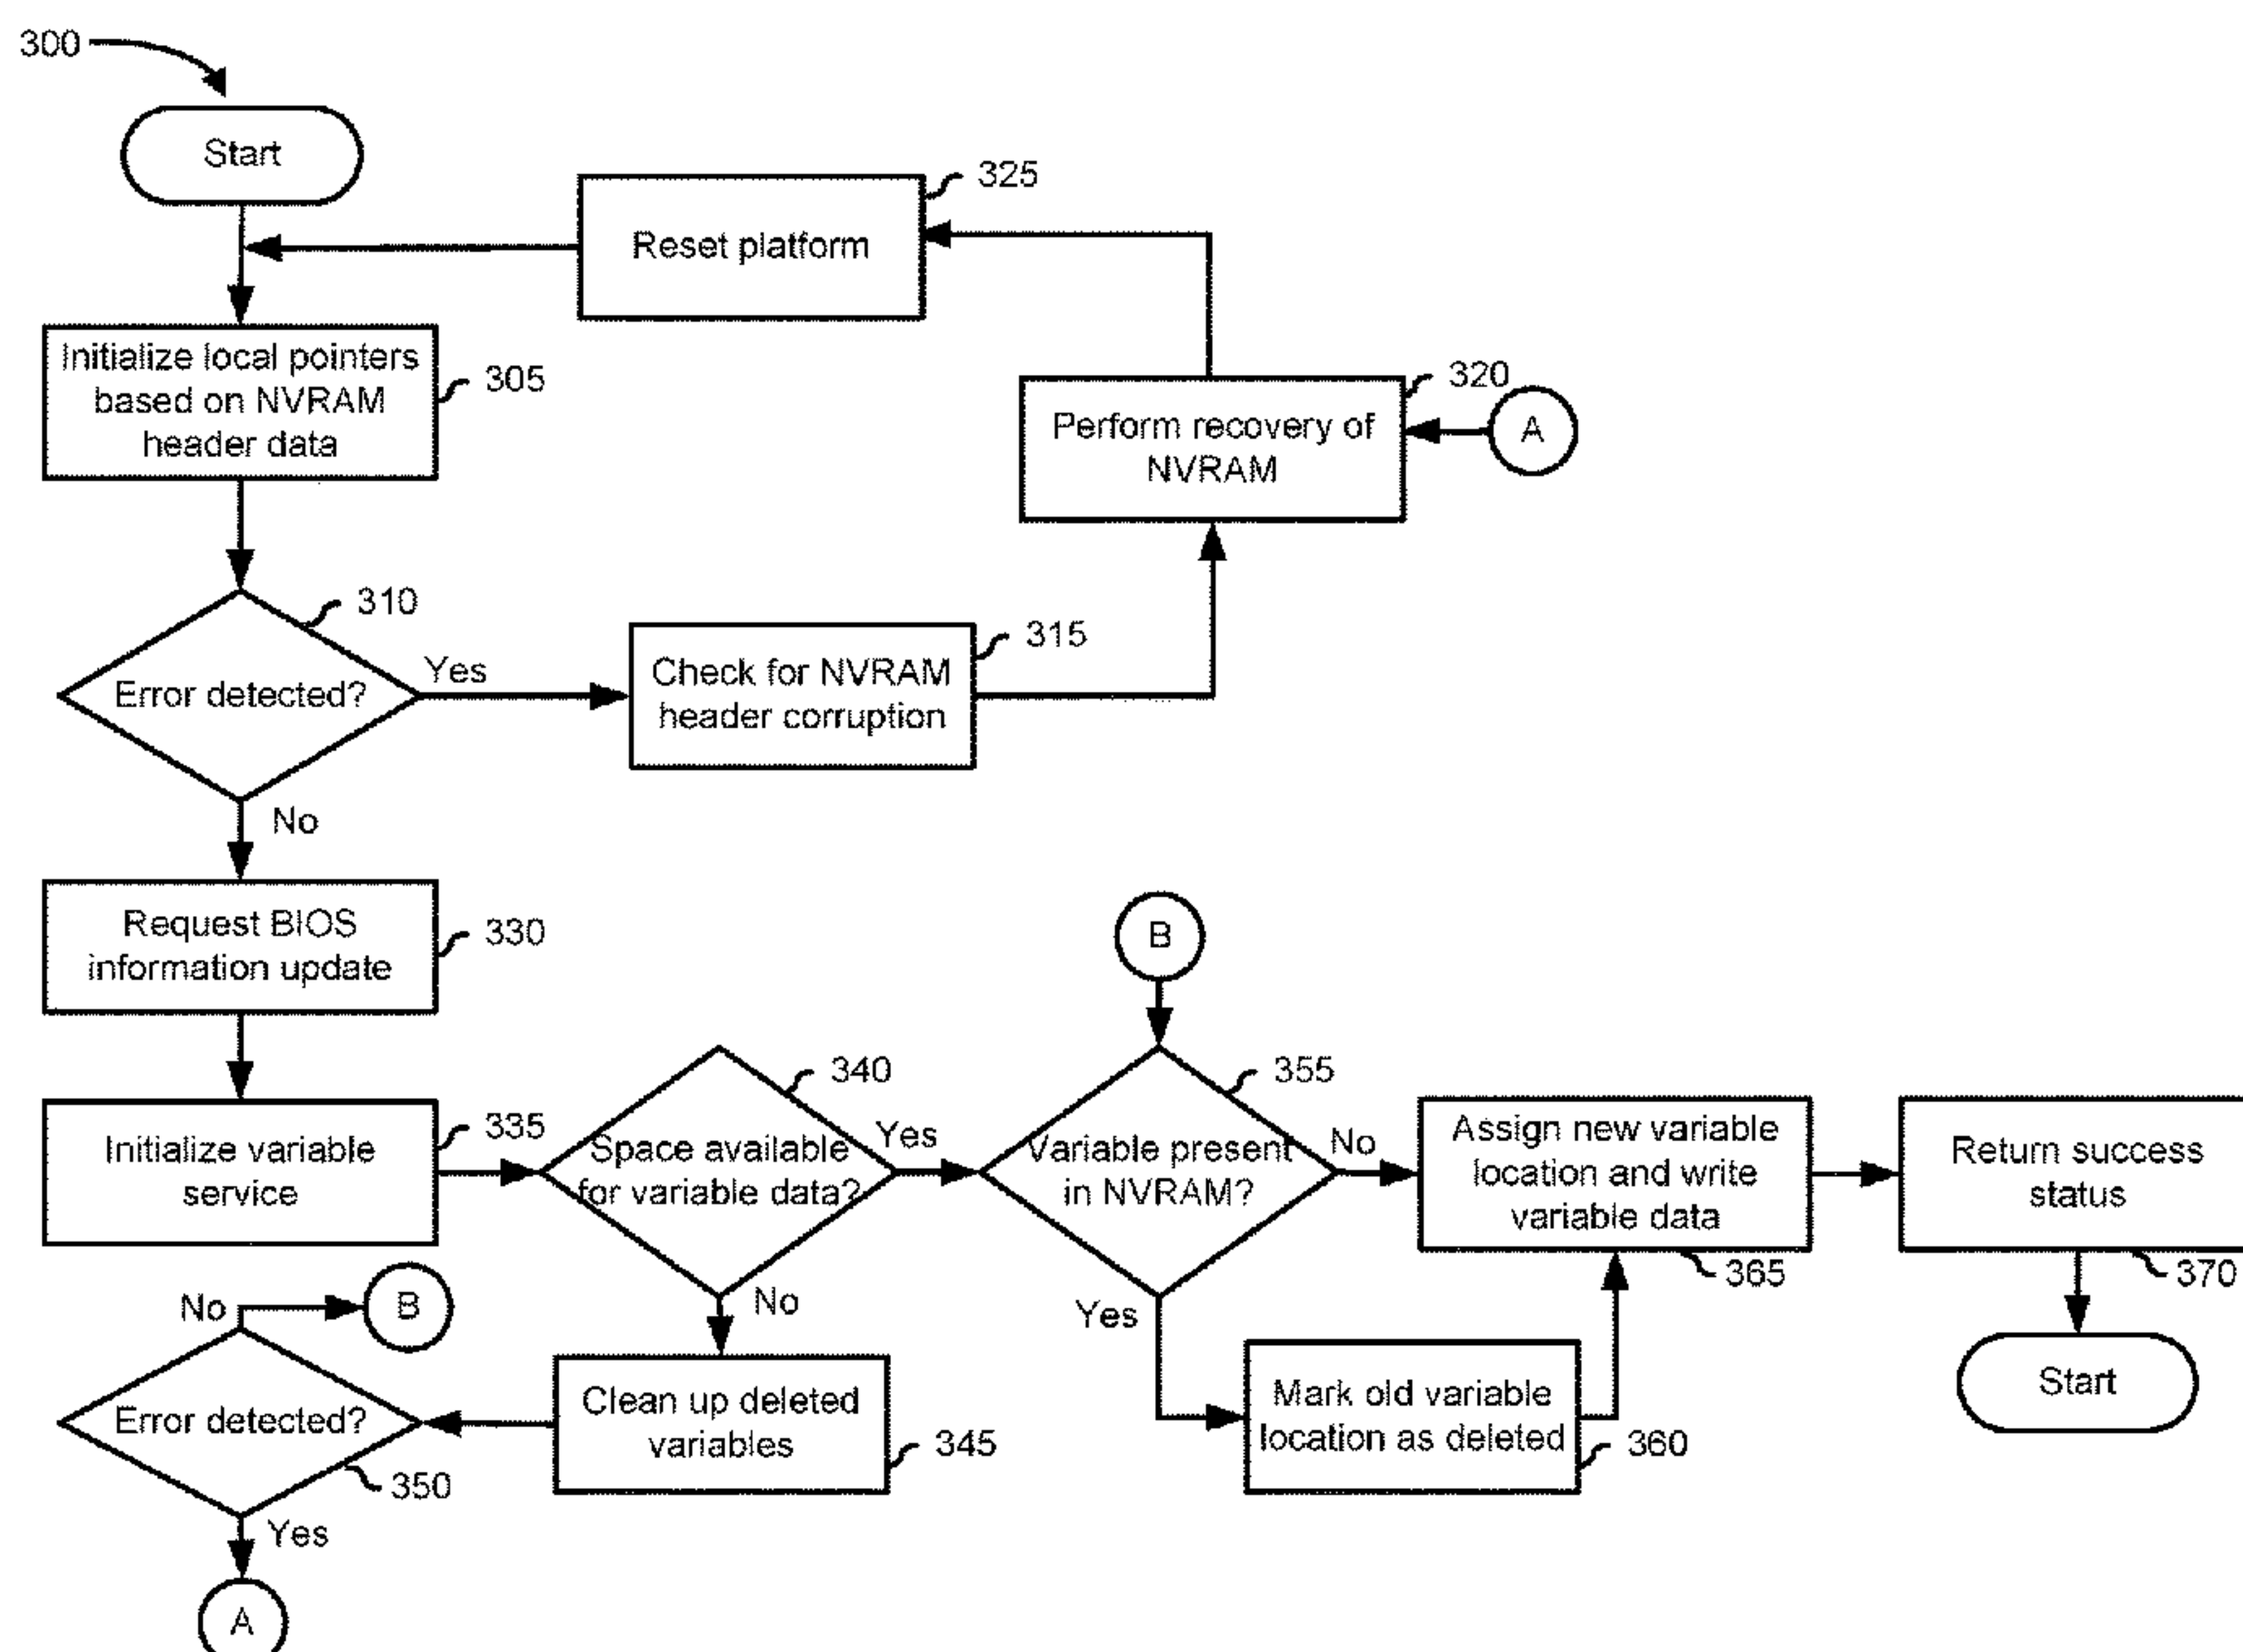 300
Start
325
Reset platform
Initialize local pointers
based on NVRAM
header data
305
320
Perform recovery of
NVRAM
A
310
Error detected?
Yes
No
315
Check for NVRAM
header corruption
Request BIOS
information update
330
B
Initialize variable
service
335
340
Space available
for variable data?
Yes
No
355
Variable present
in NVRAM?
No
Yes
Assign new variable
location and write
variable data
365
Return success
status
370
No
B
Error detected?
350
Yes
A
Clean up deleted
variables
345
Mark old variable
location as deleted
360
Start